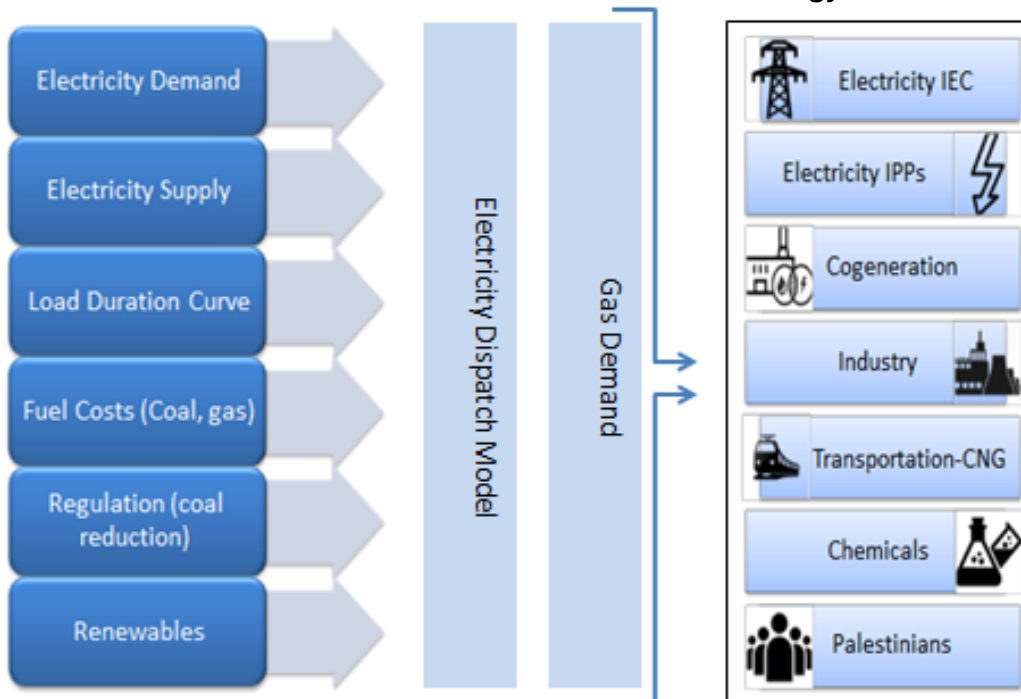 gy
Electricity Demand
Electricity Supply
Load Duration Curve
Fuel Costs (Coal, gas)
Regulation (coal
reduction)
Renewables
Electricity Dispatch Model
Gas Demand
Electricity IEC
Electricity IPPs
Cogeneration
Industry
Transportation-CNG
Chemicals
Palestinians